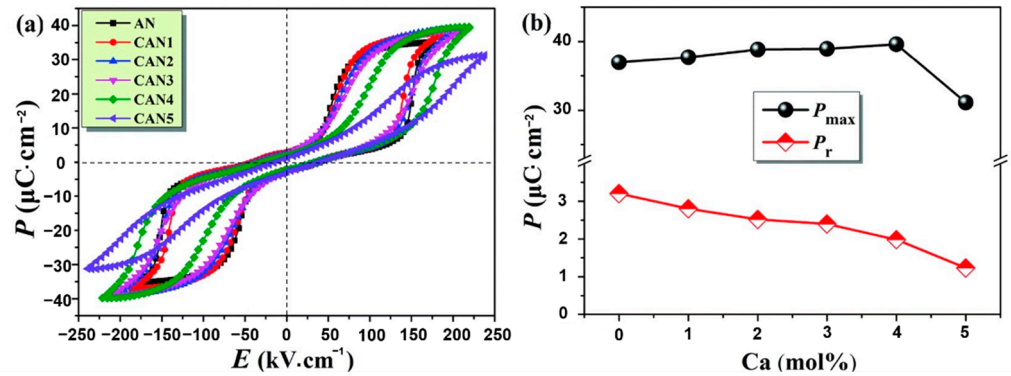 (a)
AN
CAN1
CAN2
CAN3
CAN4
CAN5
P (μC·cm⁻²)
40
30
20
10
0
−10
−20
−30
−40
−250 −200 −150 −100 −50 0 50 100 150 200 250
E (kV.cm⁻¹)
(b)
Pmax
Pr
P (μC·cm⁻²)
40
30
3
2
1
0
0 1 2 3 4 5
Ca (mol%)